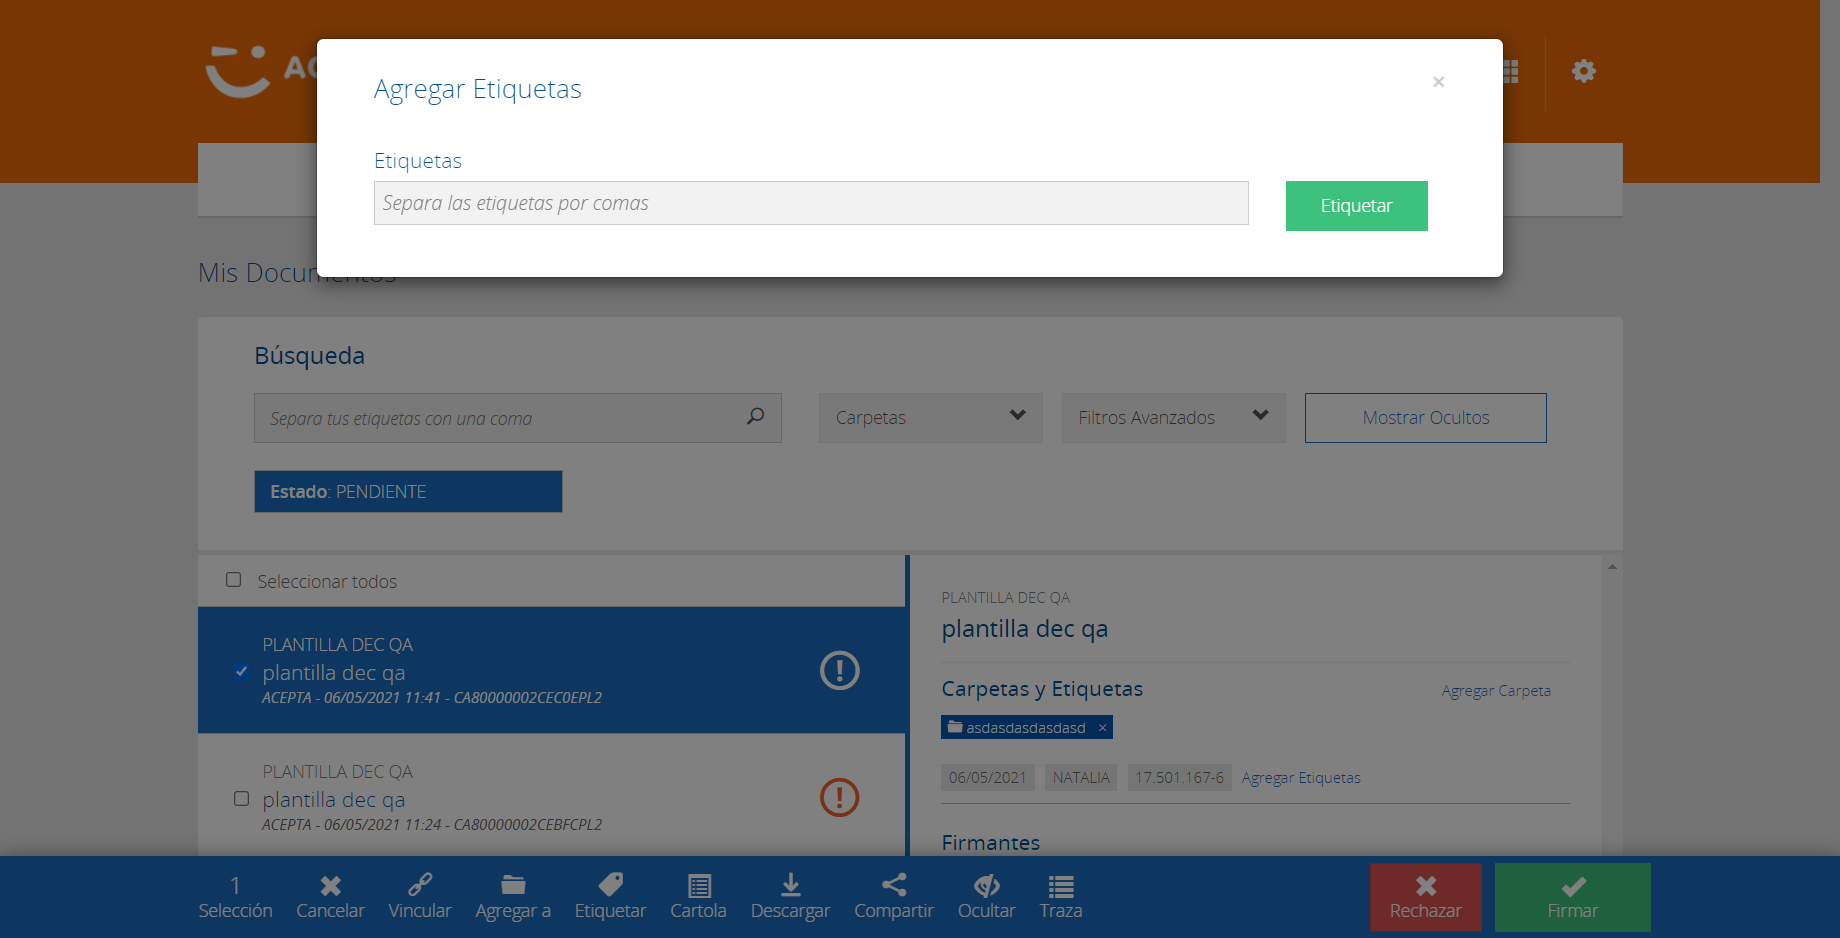 Agregar Etiquetas
×
Etiquetas
Separa las etiquetas por comas
Etiquetar
Mis Documentos
Búsqueda
Separa tus etiquetas con una coma
Carpetas
Filtros Avanzados
Mostrar Ocultos
Estado: PENDIENTE
Seleccionar todos
PLANTILLA DEC QA
plantilla dec qa
ACEPTA - 06/05/2021 11:41 - CA80000002CEC0EPL2
PLANTILLA DEC QA
plantilla dec qa
ACEPTA - 06/05/2021 11:24 - CA80000002CEBFCPL2
PLANTILLA DEC QA
plantilla dec qa
Carpetas y Etiquetas
Agregar Carpeta
asdasdasdasdasd ×
06/05/2021 NATALIA 17.501.167-6 Agregar Etiquetas
Firmantes
1
Selección Cancelar Vincular Agregar a Etiquetar Cartola Descargar Compartir Ocultar Traza Rechazar Firmar